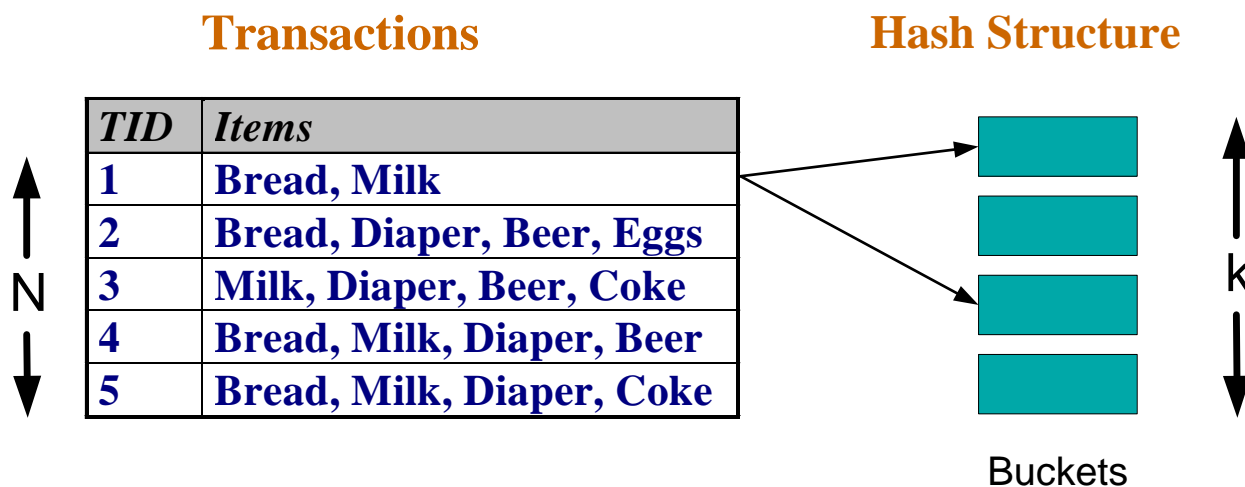 Transactions
Hash Structure
TID Items
1 Bread, Milk
2 Bread, Diaper, Beer, Eggs
3 Milk, Diaper, Beer, Coke
4 Bread, Milk, Diaper, Beer
5 Bread, Milk, Diaper, Coke
N
k
Buckets